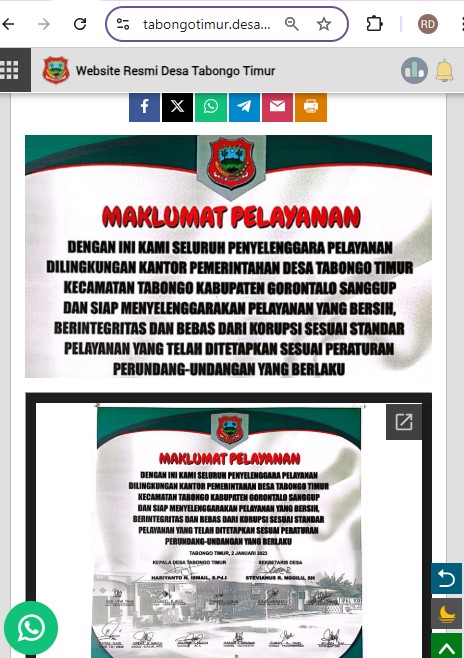 tabongotimur.desa...
RD
Website Resmi Desa Tabongo Timur
MAKLUMAT PELAYANAN
DENGAN INI KAMI SELURUH PENYELENGGARA PELAYANAN
DILINGKUNGAN KANTOR PEMERINTAHAN DESA TABONGO TIMUR
KECAMATAN TABONGO KABUPATEN GORONTALO SANGGUP
DAN SIAP MENYELENGGARAKAN PELAYANAN YANG BERSIH,
BERINTEGRITAS DAN BEBAS DARI KORUPSI SESUAI STANDAR
PELAYANAN YANG TELAH DITETAPKAN SESUAI PERATURAN
PERUNDANG-UNDANGAN YANG BERLAKU
MAKLUMAT PELAYANAN
DENGAN INI KAMI SELURUH PENYELENGGARA PELAYANAN
DILINGKUNGAN KANTOR PEMERINTAHAN DESA TABONGO TIMUR
KECAMATAN TABONGO KABUPATEN GORONTALO SANGGUP
DAN SIAP MENYELENGGARAKAN PELAYANAN YANG BERSIH,
BERINTEGRITAS DAN BEBAS DARI KORUPSI SESUAI STANDAR
PELAYANAN YANG TELAH DITETAPKAN SESUAI PERATURAN
PERUNDANG-UNDANGAN YANG BERLAKU
TABONGO TIMUR, 2 JANUARI 2023
KEPALA DESA TABONGO TIMUR SEKRETARIS DESA
HARIYANTO K. ISMAIL, S.Pd.I STEVIANUS R. NGGILU, SH